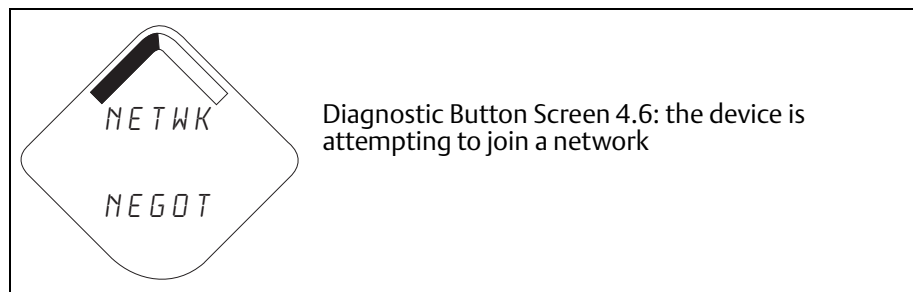 NETWK
NEGOT
Diagnostic Button Screen 4.6: the device is
attempting to join a network